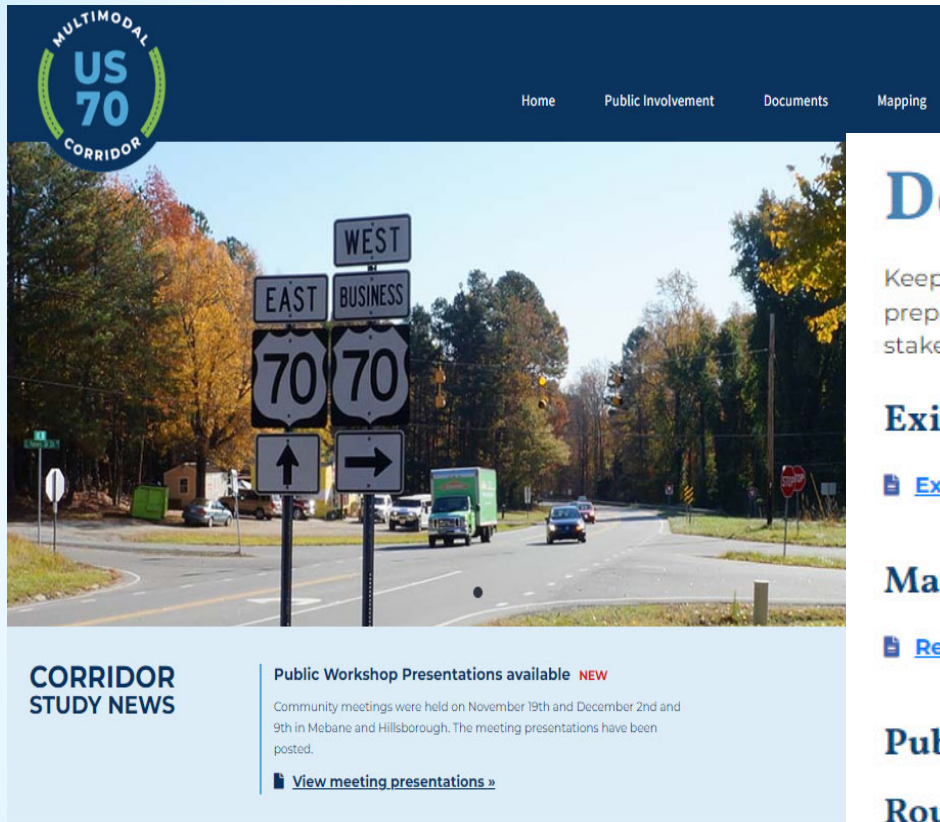 MULTIMODAL
US
70
CORRIDOR
Home Public Involvement Documents Mapping
WEST
EAST BUSINESS
70 70
STOP
CORRIDOR
STUDY NEWS
Public Workshop Presentations available NEW
Community meetings were held on November 19th and December 2nd and
9th in Mebane and Hillsborough. The meeting presentations have been
posted.
View meeting presentations »
D
Keep
prep
stake
Exi
Ex
Ma
Re
Pub
Rou